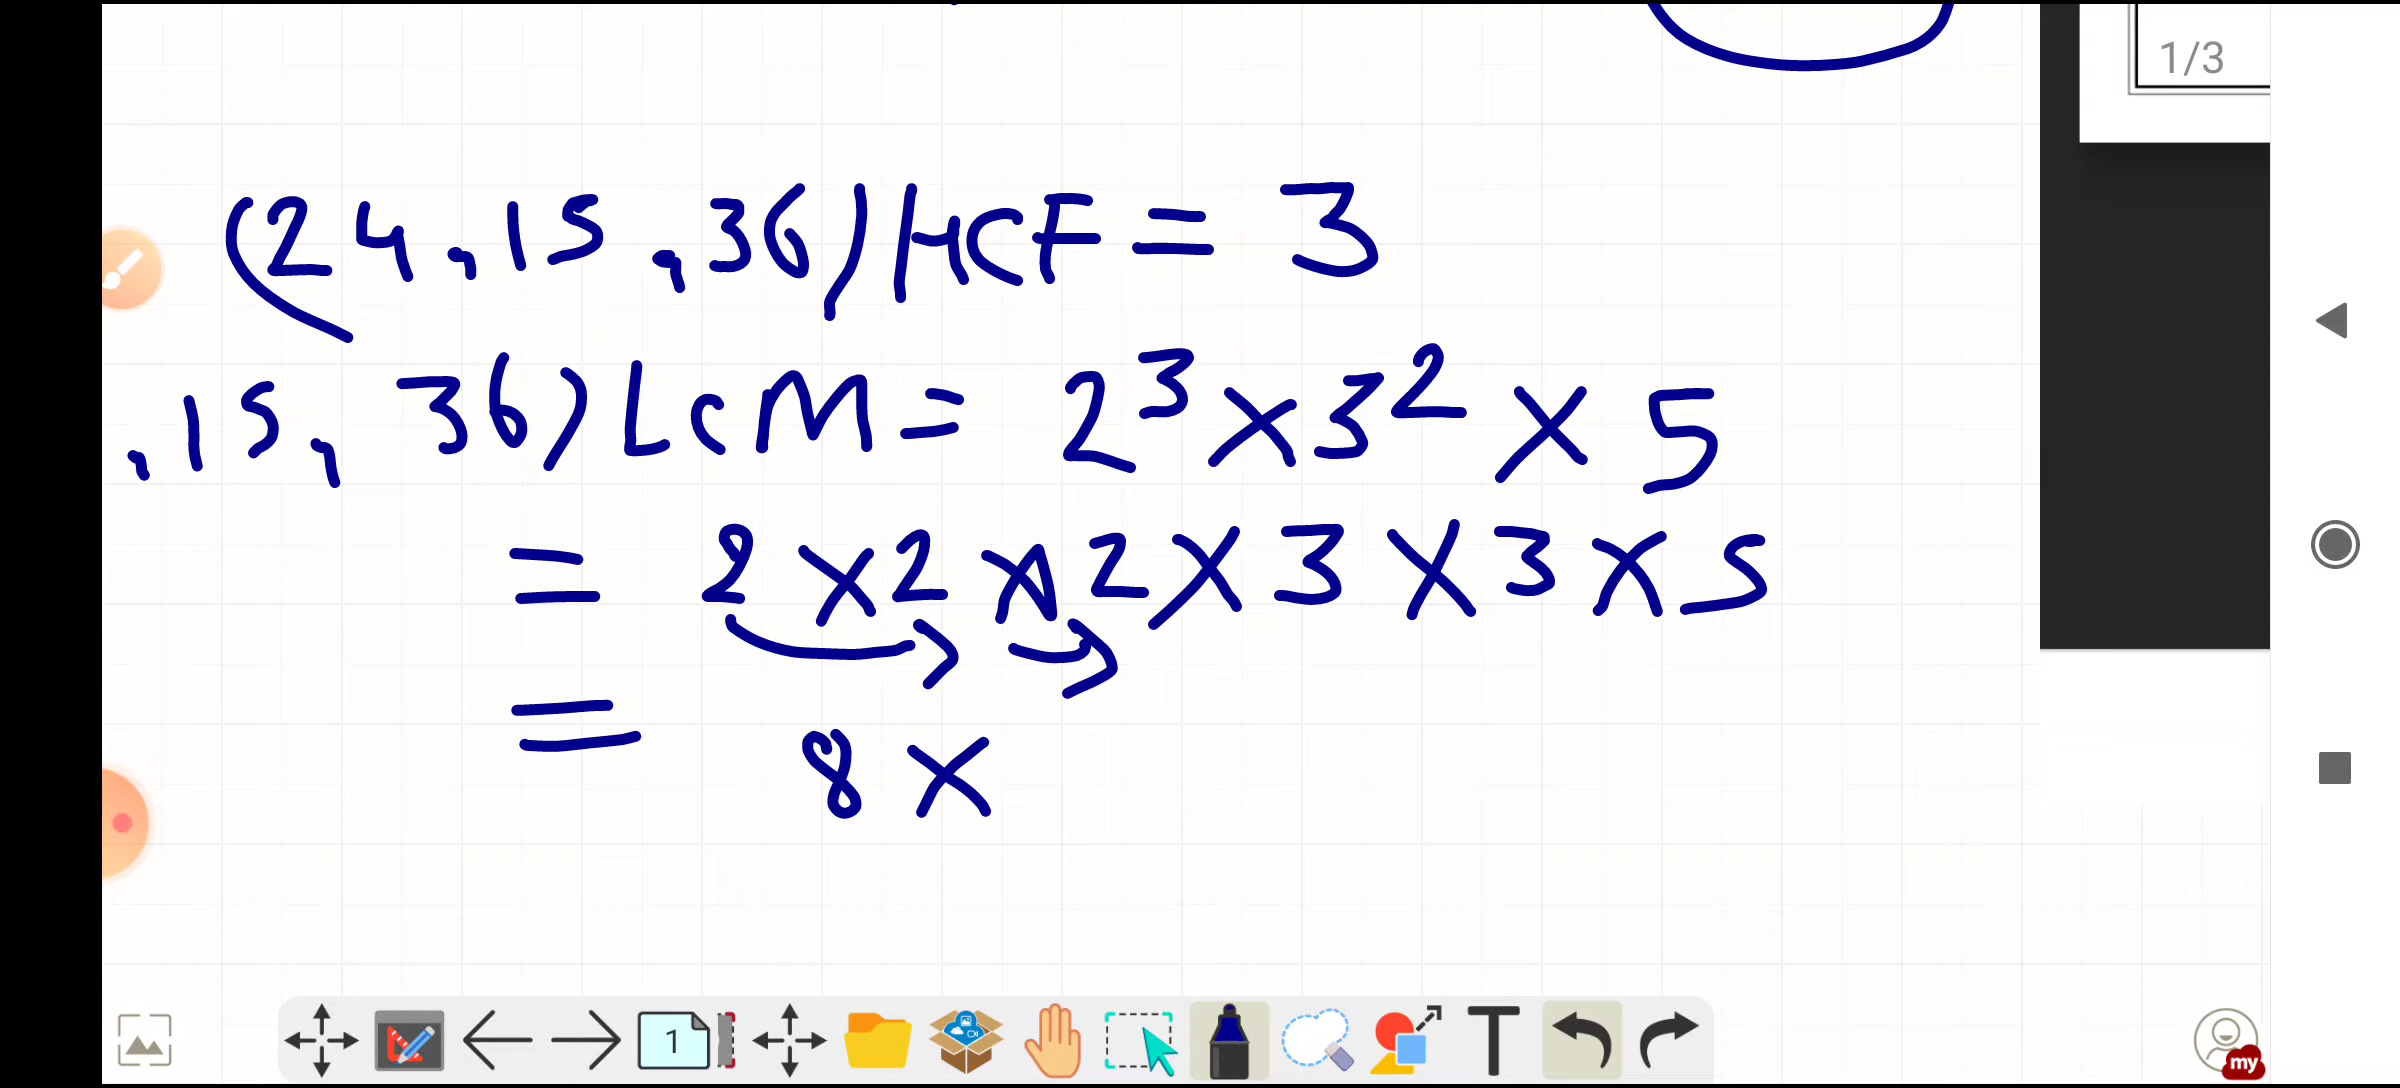 1/3
(24,15,36)HCF=3
,15,36)LCM=2³×3²×5
=2×2×2×3×3×5
=8×
1
T
my